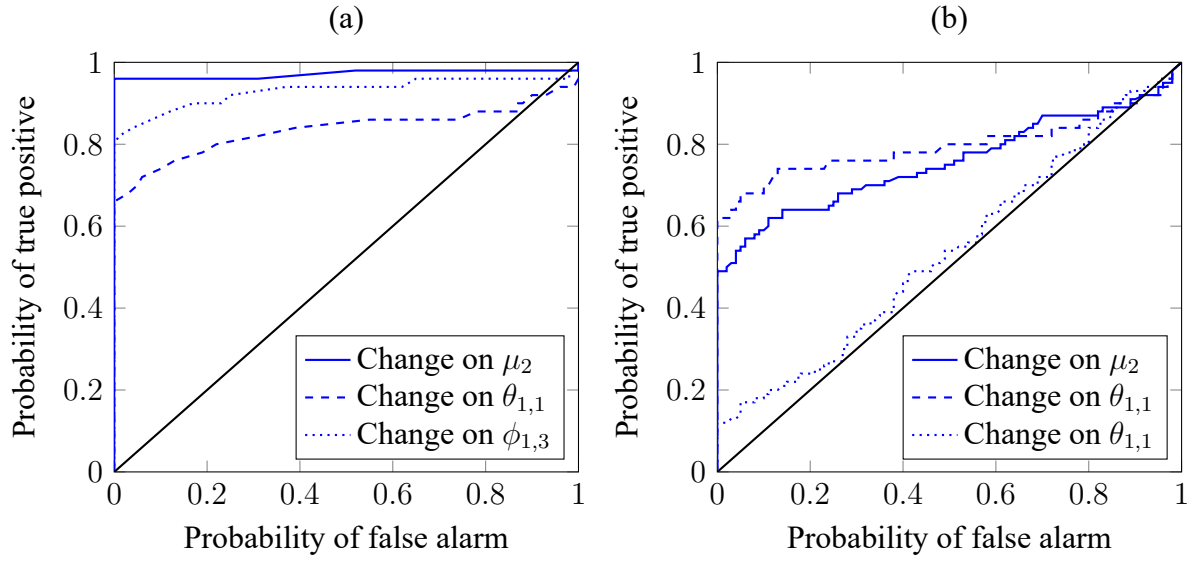 (a)
Probability of true positive
1
0.8
0.6
0.4
0.2
0
0 0.2 0.4 0.6 0.8 1
Probability of false alarm
Change on μ₂
Change on θ₁,₁
Change on ϕ₁,₃
(b)
Probability of true positive
1
0.8
0.6
0.4
0.2
0
0 0.2 0.4 0.6 0.8 1
Probability of false alarm
Change on μ₂
Change on θ₁,₁
Change on θ₁,₁